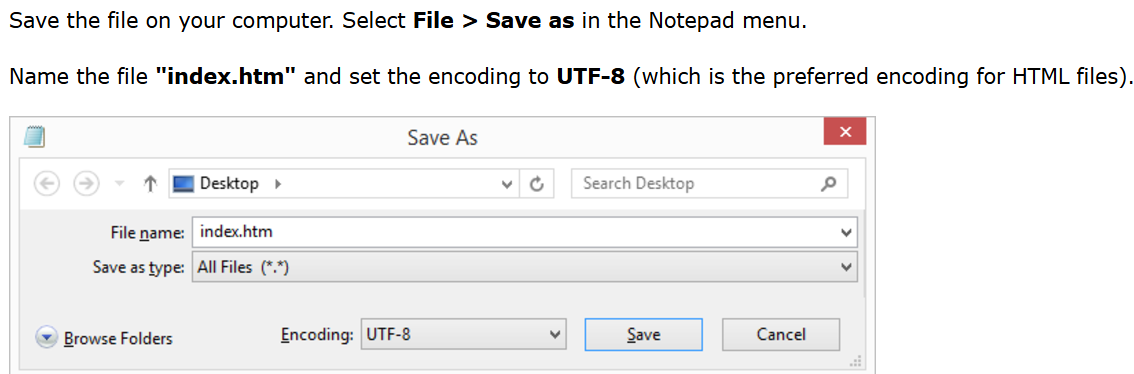 Save the file on your computer. Select File > Save as in the Notepad menu.
Name the file "index.htm" and set the encoding to UTF-8 (which is the preferred encoding for HTML files).
Save As
Desktop
Search Desktop
File name: index.htm
Save as type: All Files (*.*)
Browse Folders Encoding: UTF-8 Save Cancel